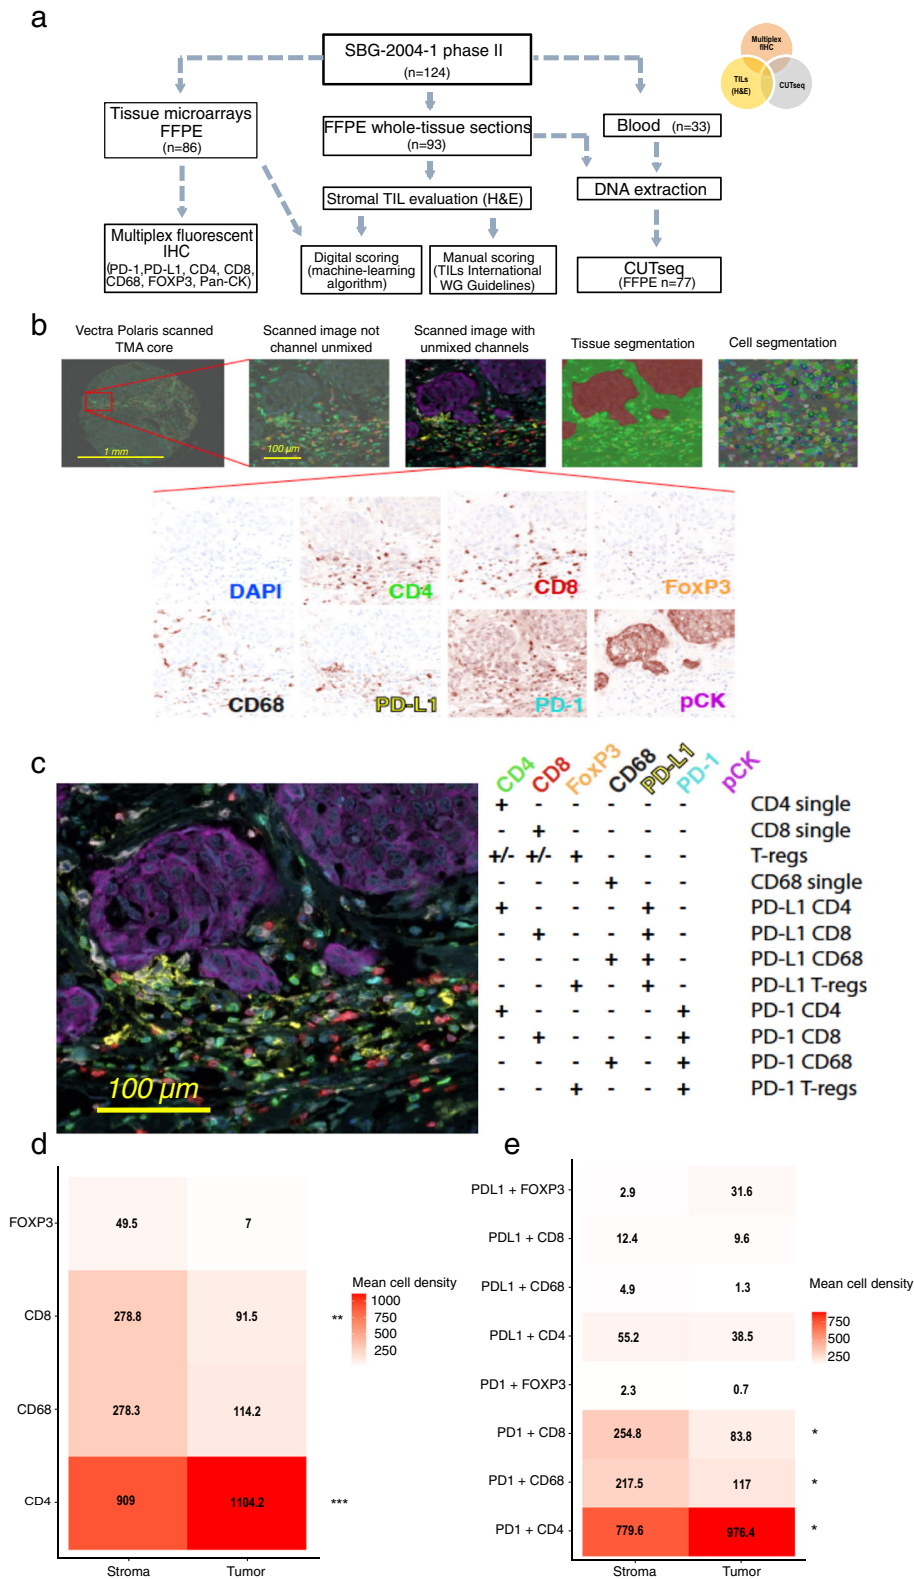 a
SBG-2004-1 phase II
(n=124)
Multiplex
fIHC
TILs
(H&E)
CUTseq
Tissue microarrays
FFPE
(n=86)
FFPE whole-tissue sections
(n=93)
Blood (n=33)
Stromal TIL evaluation (H&E)
DNA extraction
Multiplex fluorescent
IHC
(PD-1,PD-L1, CD4, CD8,
CD68, FOXP3, Pan-CK)
Digital scoring
(machine-learning
algorithm)
Manual scoring
(TILs International
WG Guidelines)
CUTseq
(FFPE n=77)
b
Vectra Polaris scanned
TMA core
Scanned image not
channel unmixed
Scanned image with
unmixed channels
Tissue segmentation
Cell segmentation
1 mm
100 µm
DAPI
CD4
CD8
FoxP3
CD68
PD-L1
PD-1
pCK
c
CD4 CD8 FoxP3 CD68 PD-L1 PD-1 pCK
+ - - - - - CD4 single
- + - - - - CD8 single
+/- +/- + - - - T-regs
- - - + - - CD68 single
+ - - - + - PD-L1 CD4
- + - - + - PD-L1 CD8
- - - + + - PD-L1 CD68
- - + - + - PD-L1 T-regs
+ - - - - + PD-1 CD4
- + - - - + PD-1 CD8
- - - + - + PD-1 CD68
- - + - - + PD-1 T-regs
100 µm
d
FOXP3 49.5 7
CD8 278.8 91.5 **
CD68 278.3 114.2
CD4 909 1104.2 ***
Stroma Tumor
Mean cell density
1000
750
500
250
e
PDL1 + FOXP3 2.9 31.6
PDL1 + CD8 12.4 9.6
PDL1 + CD68 4.9 1.3
PDL1 + CD4 55.2 38.5
PD1 + FOXP3 2.3 0.7
PD1 + CD8 254.8 83.8 *
PD1 + CD68 217.5 117 *
PD1 + CD4 779.6 976.4 *
Stroma Tumor
Mean cell density
750
500
250